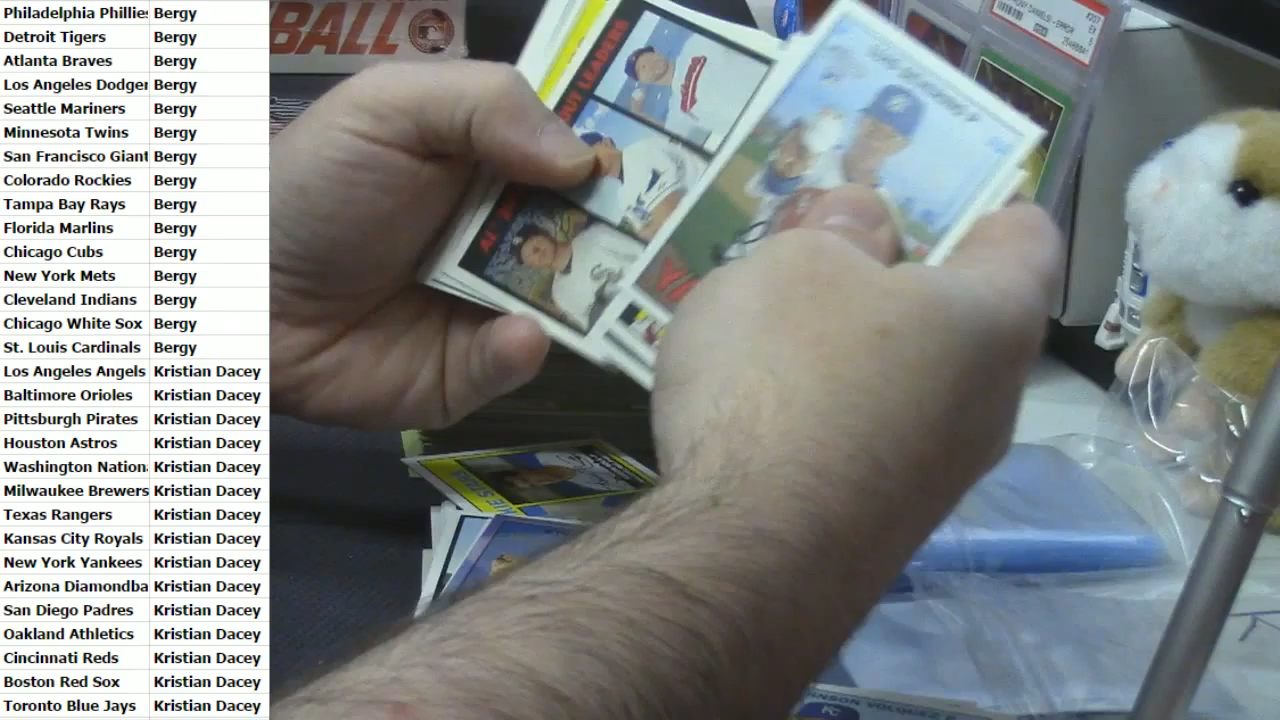 Philadelphia Phillies Bergy
Detroit Tigers Bergy
Atlanta Braves Bergy
Los Angeles Dodger Bergy
Seattle Mariners Bergy
Minnesota Twins Bergy
San Francisco Giant Bergy
Colorado Rockies Bergy
Tampa Bay Rays Bergy
Florida Marlins Bergy
Chicago Cubs Bergy
New York Mets Bergy
Cleveland Indians Bergy
Chicago White Sox Bergy
St. Louis Cardinals Bergy
Los Angeles Angels Kristian Dacey
Baltimore Orioles Kristian Dacey
Pittsburgh Pirates Kristian Dacey
Houston Astros Kristian Dacey
Washington Nation Kristian Dacey
Milwaukee Brewers Kristian Dacey
Texas Rangers Kristian Dacey
Kansas City Royals Kristian Dacey
New York Yankees Kristian Dacey
Arizona Diamondba Kristian Dacey
San Diego Padres Kristian Dacey
Oakland Athletics Kristian Dacey
Cincinnati Reds Kristian Dacey
Boston Red Sox Kristian Dacey
Toronto Blue Jays Kristian Dacey
BALL
LEADERS
ERROR